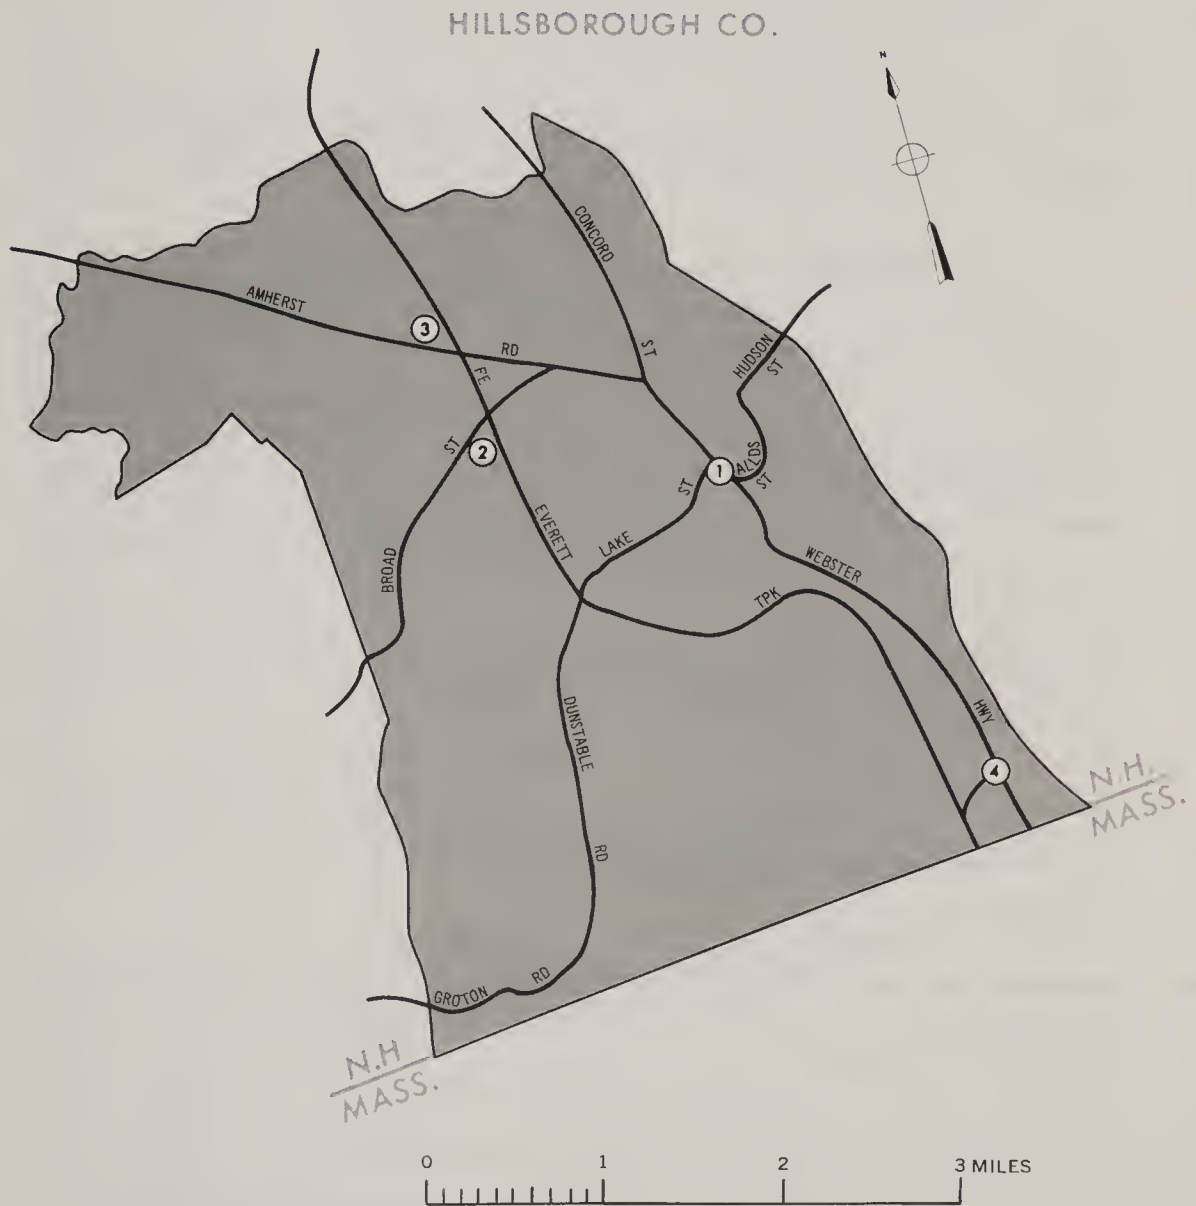 HILLSBOROUGH CO.
N
CONCORD
ST
AMHERST
RD
HUDSON
ST
3
FE
ST
2
1
ALLDS
ST
ST
EVERETT
LAKE
BROAD
WEBSTER
TPK
DUNSTABLE
HWY
4
N.H.
MASS.
RD
GROTON
RD
N.H
MASS.
0 1 2 3 MILES